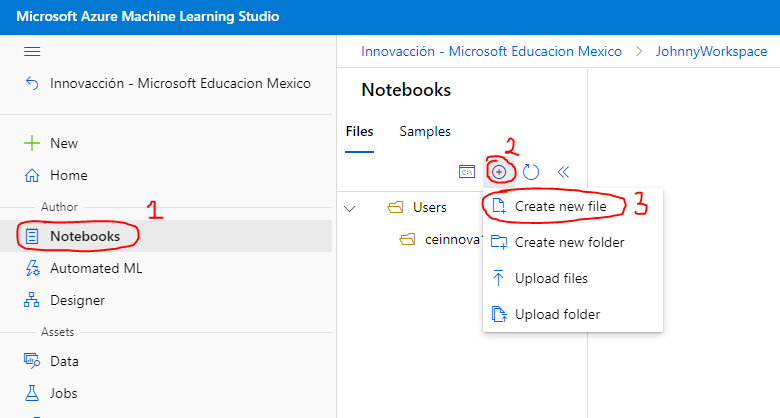 Microsoft Azure Machine Learning Studio
Innovacción - Microsoft Educacion Mexico
New
Home
Author
Notebooks
1
Automated ML
Designer
Assets
Data
Jobs
Innovacción - Microsoft Educacion Mexico > JohnnyWorkspace
Notebooks
Files Samples
2
C:\
Users
ceinnova1
Create new file
3
Create new folder
Upload files
Upload folder